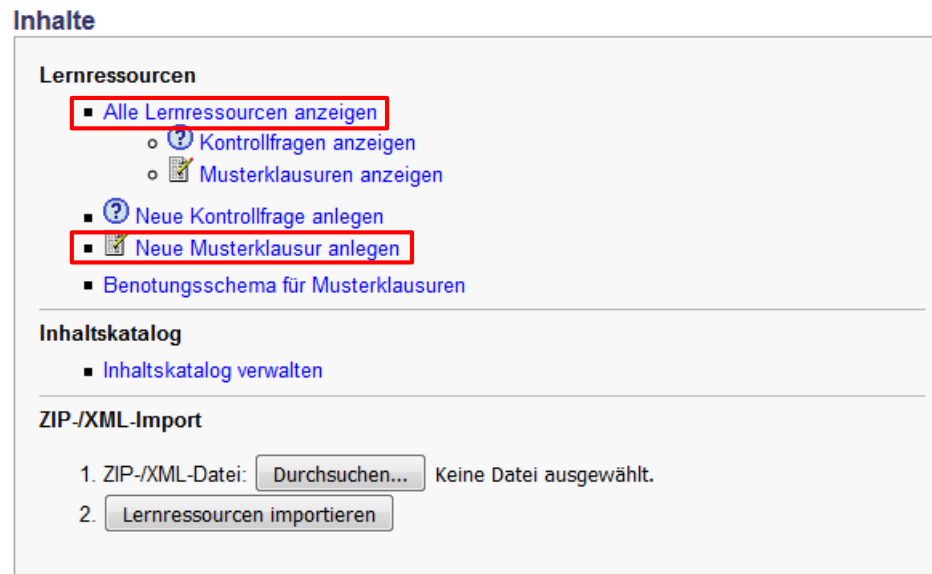 Inhalte
Lernressourcen
Alle Lernressourcen anzeigen
Kontrollfragen anzeigen
Musterklausuren anzeigen
Neue Kontrollfrage anlegen
Neue Musterklausur anlegen
Benotungsschema für Musterklausuren
Inhaltskatalog
Inhaltskatalog verwalten
ZIP-/XML-Import
1. ZIP-/XML-Datei: Durchsuchen... Keine Datei ausgewählt.
2. Lernressourcen importieren